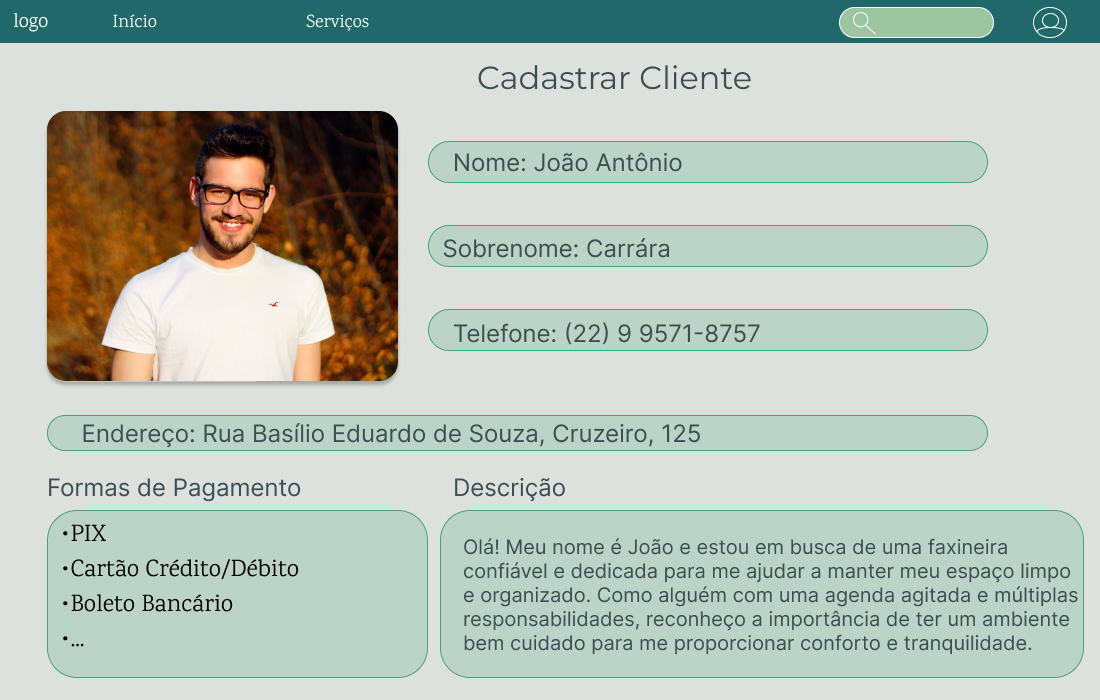 logo
Início
Serviços
Cadastrar Cliente
Nome: João Antônio
Sobrenome: Carrára
Telefone: (22) 9 9571-8757
Endereço: Rua Basílio Eduardo de Souza, Cruzeiro, 125
Formas de Pagamento
•PIX
•Cartão Crédito/Débito
•Boleto Bancário
•...
Descrição
Olá! Meu nome é João e estou em busca de uma faxineira
confiável e dedicada para me ajudar a manter meu espaço limpo
e organizado. Como alguém com uma agenda agitada e múltiplas
responsabilidades, reconheço a importância de ter um ambiente
bem cuidado para me proporcionar conforto e tranquilidade.